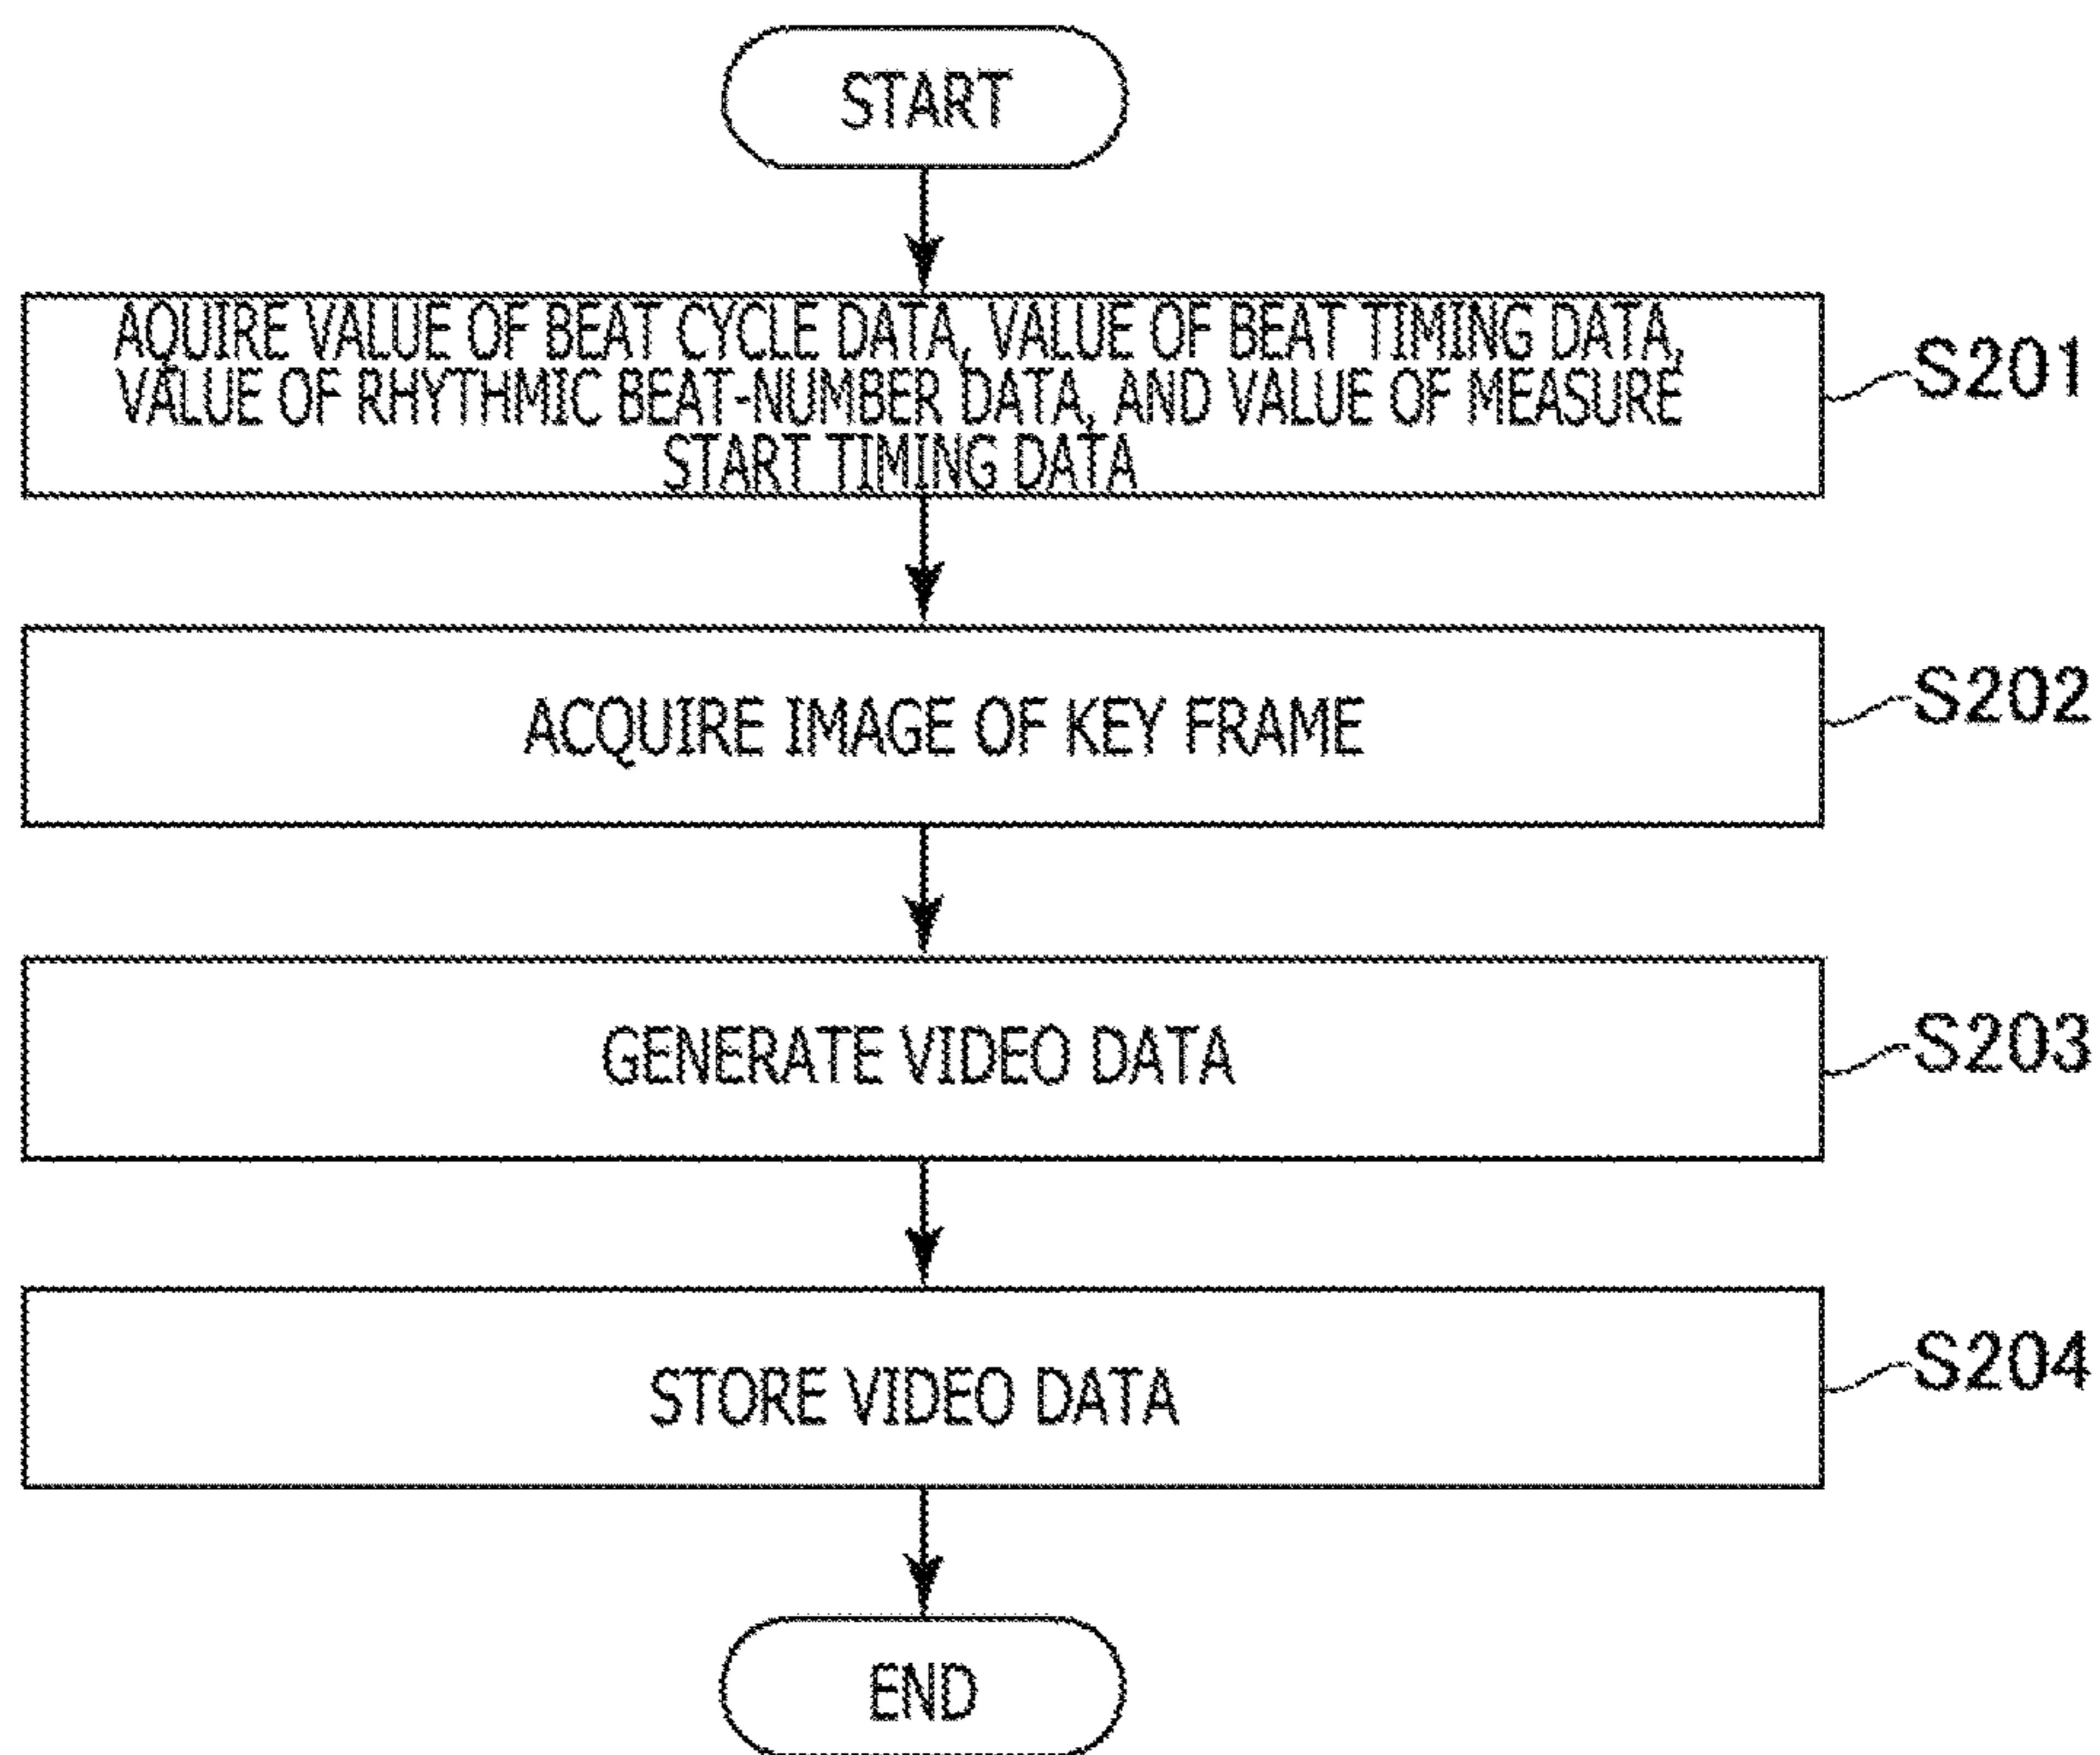 START
AQUIRE VALUE OF BEAT CYCLE DATA, VALUE OF BEAT TIMING DATA,
VALUE OF RHYTHMIC BEAT-NUMBER DATA, AND VALUE OF MEASURE
START TIMING DATA
S201
ACQUIRE IMAGE OF KEY FRAME
S202
GENERATE VIDEO DATA
S203
STORE VIDEO DATA
S204
END